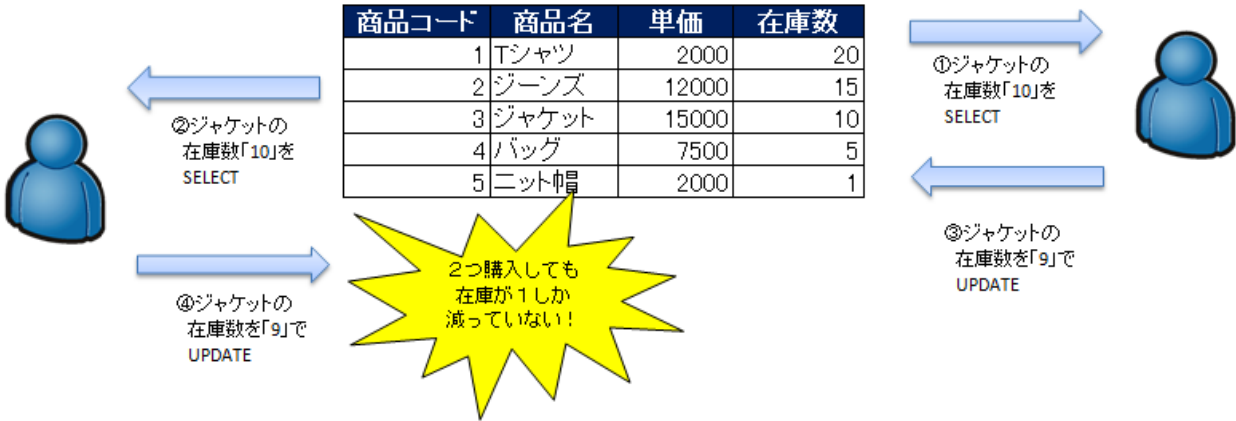 商品コード 商品名 単価 在庫数
1 Tシャツ 2000 20
2 ジーンズ 12000 15
3 ジャケット 15000 10
4 バッグ 7500 5
5 ニット帽 2000 1
①ジャケットの
在庫数「10」を
SELECT
②ジャケットの
在庫数「10」を
SELECT
③ジャケットの
在庫数を「9」で
UPDATE
④ジャケットの
在庫数を「9」で
UPDATE
２つ購入しても
在庫が１しか
減っていない！